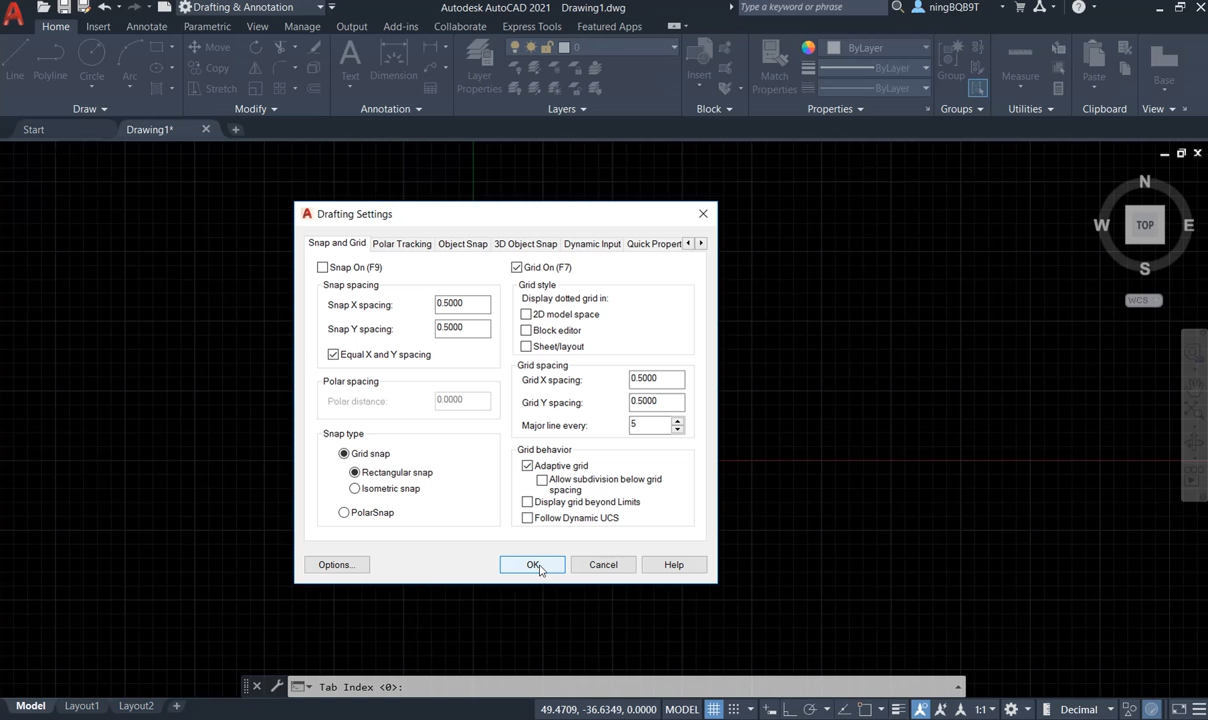 Drafting & Annotation Autodesk AutoCAD 2021 Drawing1.dwg Type a keyword or phrase ningBQB9T
Home Insert Annotate Parametric View Manage Output Add-ins Collaborate Express Tools Featured Apps
Line Polyline Circle Arc Move Copy Stretch Text Dimension Layer Properties 0 Insert Match Properties ByLayer ByLayer ByLayer Group Measure Paste Base
Draw Modify Annotation Layers Block Properties Groups Utilities Clipboard View
Start Drawing1*
N
W TOP E
S
WCS
Drafting Settings
Snap and Grid Polar Tracking Object Snap 3D Object Snap Dynamic Input Quick Propert
Snap On (F9) Grid On (F7)
Snap spacing Grid style
Snap X spacing: 0.5000 Display dotted grid in:
2D model space
Snap Y spacing: 0.5000 Block editor
Equal X and Y spacing Sheet/layout
Grid spacing
Polar spacing Grid X spacing: 0.5000
Polar distance: 0.0000 Grid Y spacing: 0.5000
Major line every: 5
Snap type
Grid snap Grid behavior
Rectangular snap Adaptive grid
Isometric snap Allow subdivision below grid
spacing
Display grid beyond Limits
PolarSnap Follow Dynamic UCS
Options... OK Cancel Help
Tab Index <0>:
Model Layout1 Layout2 49.4709, -36.6349, 0.0000 MODEL 1:1 Decimal